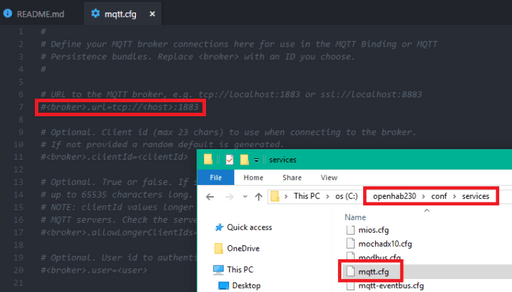 README.md
mqtt.cfg
1 #
2 # Define your MQTT broker connections here for use in the MQTT Binding or MQTT
3 # Persistence bundles. Replace <broker> with an ID you choose.
4 #
5
6 # URL to the MQTT broker, e.g. tcp://localhost:1883 or ssl://localhost:8883
7 #<broker>.url=tcp://<host>:1883
8
9 # Optional. Client id (max 23 chars) to use when connecting to the broker.
10 # If not provided a random default is generated.
11 #<broker>.clientId=<clientId>
12
13 # Optional. True or false. If s
14 # up to 65535 characters long.
15 # NOTE: clientId values longer
16 # MQTT servers. Check the serve
17 #<broker>.allowLongerClientIds=
18
19 # Optional. User id to authenti
20 #<broker>.user=<user>
21
services
File
Home
Share
View
This PC > os (C:) > openhab230 > conf > services
Quick access
OneDrive
This PC
Desktop
Name
mios.cfg
mochadx10.cfg
modbus.cfg
mqtt.cfg
mqtt-eventbus.cfg